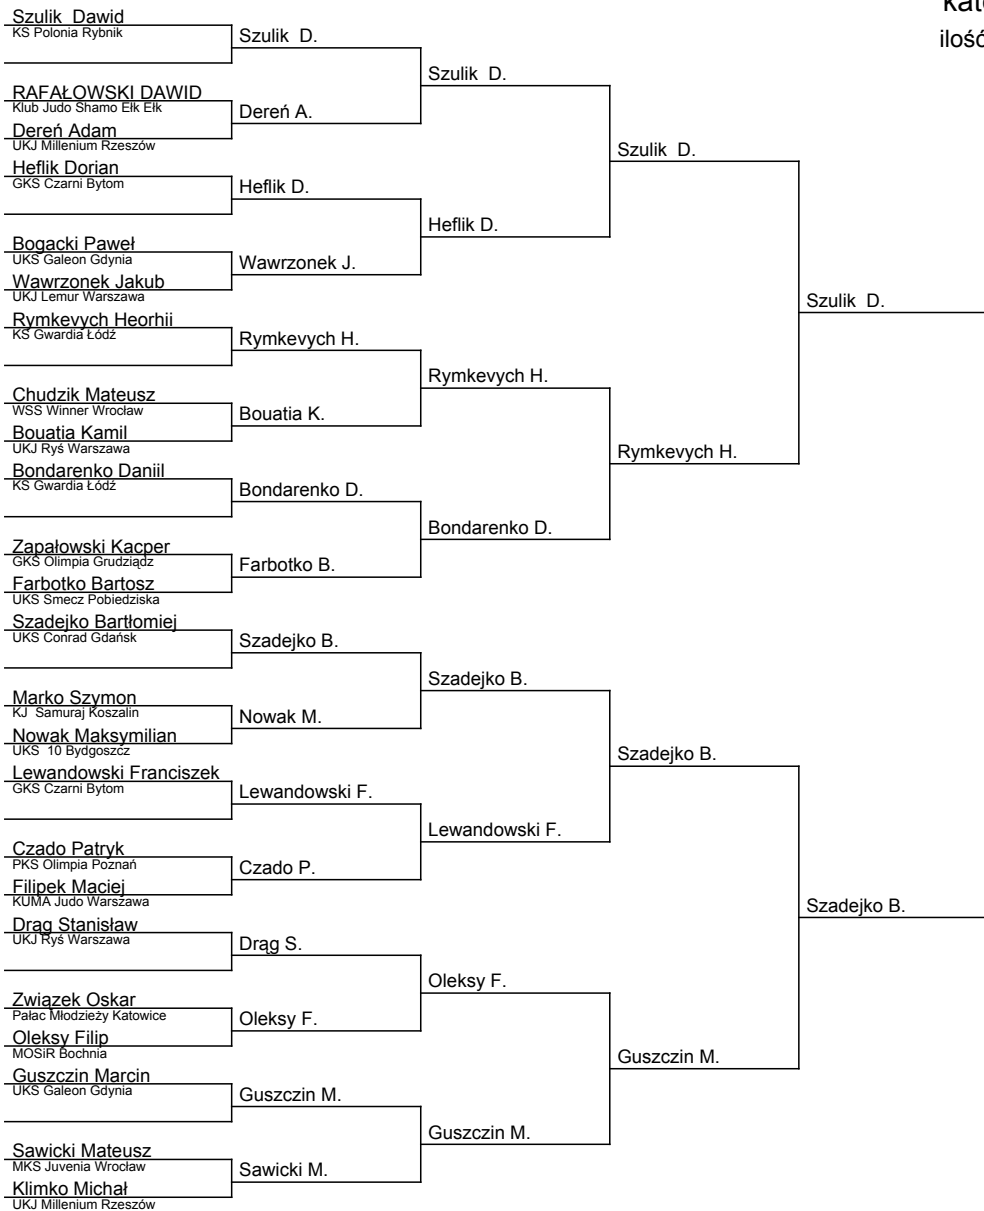 kat
ilość
Szulik  Dawid
KS Polonia Rybnik
RAFAŁOWSKI DAWID
Klub Judo Shamo Ełk Ełk
Dereń Adam
UKJ Millenium Rzeszów
Heflik Dorian
GKS Czarni Bytom
Bogacki Paweł
UKS Galeon Gdynia
Wawrzonek Jakub
UKJ Lemur Warszawa
Rymkevych Heorhii
KS Gwardia Łódź
Chudzik Mateusz
WSS Winner Wrocław
Bouatia Kamil
UKJ Ryś Warszawa
Bondarenko Daniil
KS Gwardia Łódź
Zapałowski Kacper
GKS Olimpia Grudziądz
Farbotko Bartosz
UKS Smecz Pobiedziska
Szadejko Bartłomiej
UKS Conrad Gdańsk
Marko Szymon
KJ  Samuraj Koszalin
Nowak Maksymilian
UKS  10 Bydgoszcz
Lewandowski Franciszek
GKS Czarni Bytom
Czado Patryk
PKS Olimpia Poznań
Filipek Maciej
KUMA Judo Warszawa
Drąg Stanisław
UKJ Ryś Warszawa
Związek Oskar
Pałac Młodzieży Katowice
Oleksy Filip
MOSiR Bochnia
Guszczin Marcin
UKS Galeon Gdynia
Sawicki Mateusz
MKS Juvenia Wrocław
Klimko Michał
UKJ Millenium Rzeszów
Szulik  D.
Dereń A.
Heflik D.
Wawrzonek J.
Rymkevych H.
Bouatia K.
Bondarenko D.
Farbotko B.
Szadejko B.
Nowak M.
Lewandowski F.
Czado P.
Drąg S.
Oleksy F.
Guszczin M.
Sawicki M.
Szulik  D.
Heflik D.
Rymkevych H.
Bondarenko D.
Szadejko B.
Lewandowski F.
Oleksy F.
Guszczin M.
Szulik  D.
Rymkevych H.
Szadejko B.
Guszczin M.
Szulik  D.
Szadejko B.